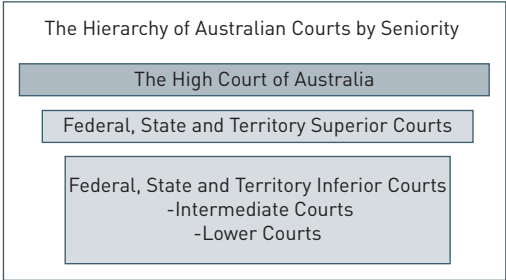 The Hierarchy of Australian Courts by Seniority
The High Court of Australia
Federal, State and Territory Superior Courts
Federal, State and Territory Inferior Courts
-Intermediate Courts
-Lower Courts